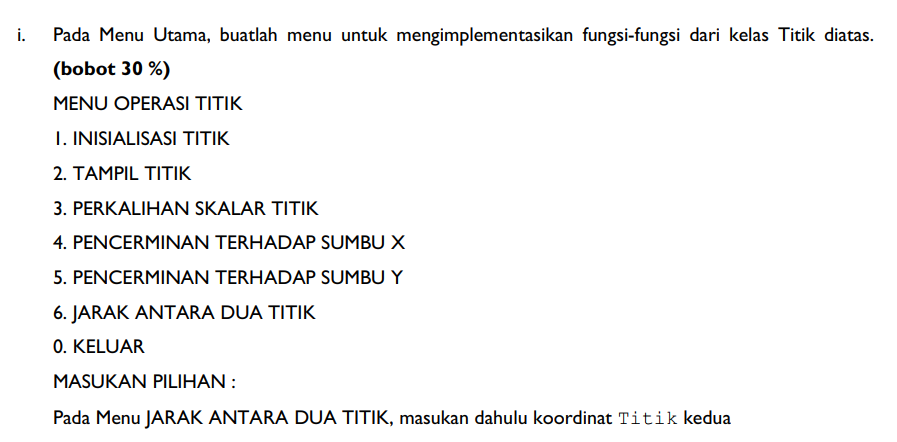 i. Pada Menu Utama, buatlah menu untuk mengimplementasikan fungsi-fungsi dari kelas Titik diatas.
(bobot 30 %)
MENU OPERASI TITIK
1. INISIALISASI TITIK
2. TAMPIL TITIK
3. PERKALIHAN SKALAR TITIK
4. PENCERMINAN TERHADAP SUMBU X
5. PENCERMINAN TERHADAP SUMBU Y
6. JARAK ANTARA DUA TITIK
0. KELUAR
MASUKAN PILIHAN :
Pada Menu JARAK ANTARA DUA TITIK, masukan dahulu koordinat Titik kedua